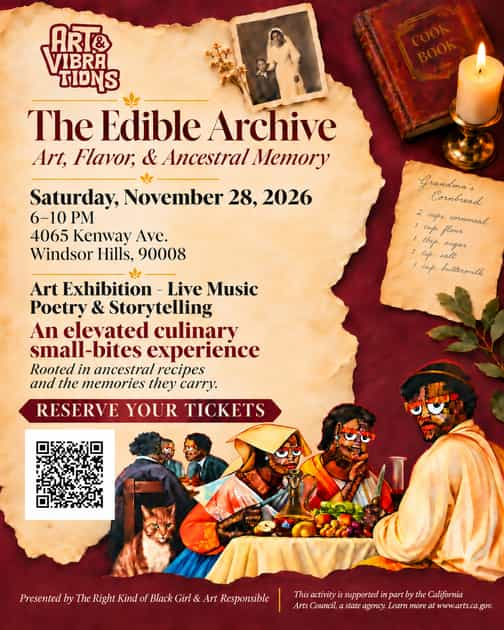 ART &
VIBRA
TIONS
COOK
BOOK
The Edible Archive
Art, Flavor, & Ancestral Memory
Saturday, November 28, 2026
6–10 PM
4065 Kenway Ave.
Windsor Hills, 90008
Grandma's
Cornbread
2 cups cornmeal
1 cup flour
1 tbsp. sugar
1 cup buttermilk
Art Exhibition - Live Music
Poetry & Storytelling
An elevated culinary
small-bites experience
Rooted in ancestral recipes
and the memories they carry.
RESERVE YOUR TICKETS
Presented by The Right Kind of Black Girl & Art Responsible
This activity is supported in part by the California
Arts Council, a state agency. Learn more at www.arts.ca.gov.